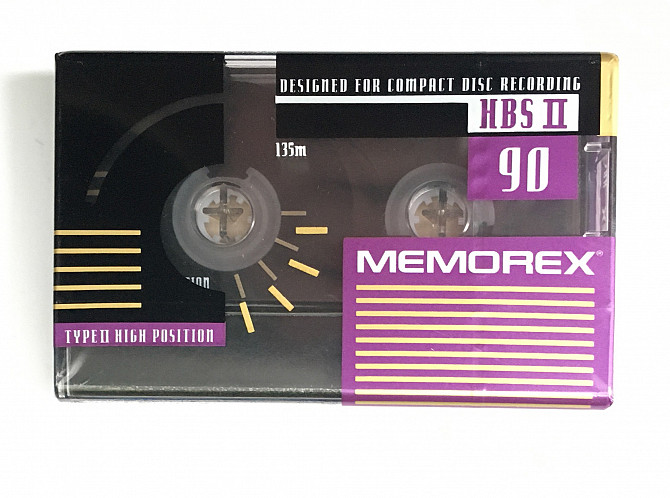 DESIGNED FOR COMPACT DISC RECORDING
HBS II
135m
90
MEMOREX®
TYPE II HIGH POSITION